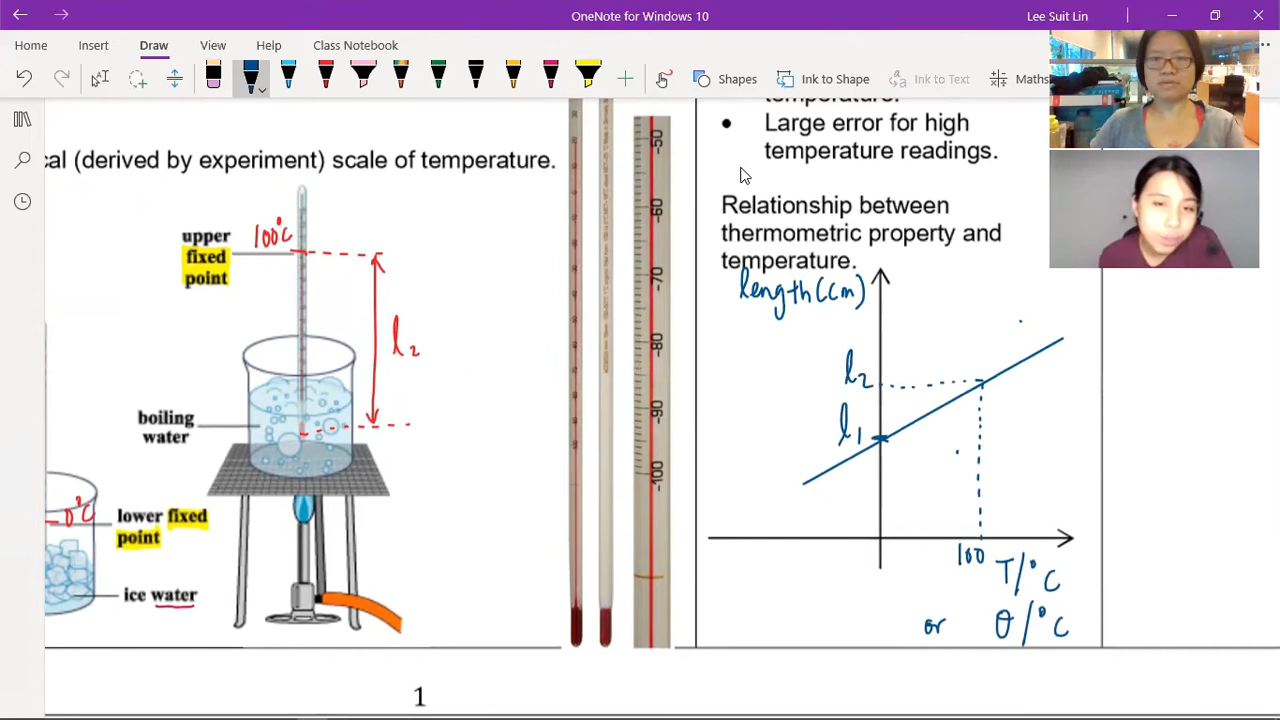 OneNote for Windows 10
Lee Suit Lin
Home
Insert
Draw
View
Help
Class Notebook
Shapes
Ink to Shape
Ink to Text
Maths
cal (derived by experiment) scale of temperature.
upper
fixed
point
100°C
l₂
boiling
water
0°C
lower fixed
point
ice water
-50
-60
-70
-80
-90
-100
temperature.
Large error for high
temperature readings.
Relationship between
thermometric property and
temperature.
length (cm)
l₂
l₁
100
T/°C
or θ/°C
1